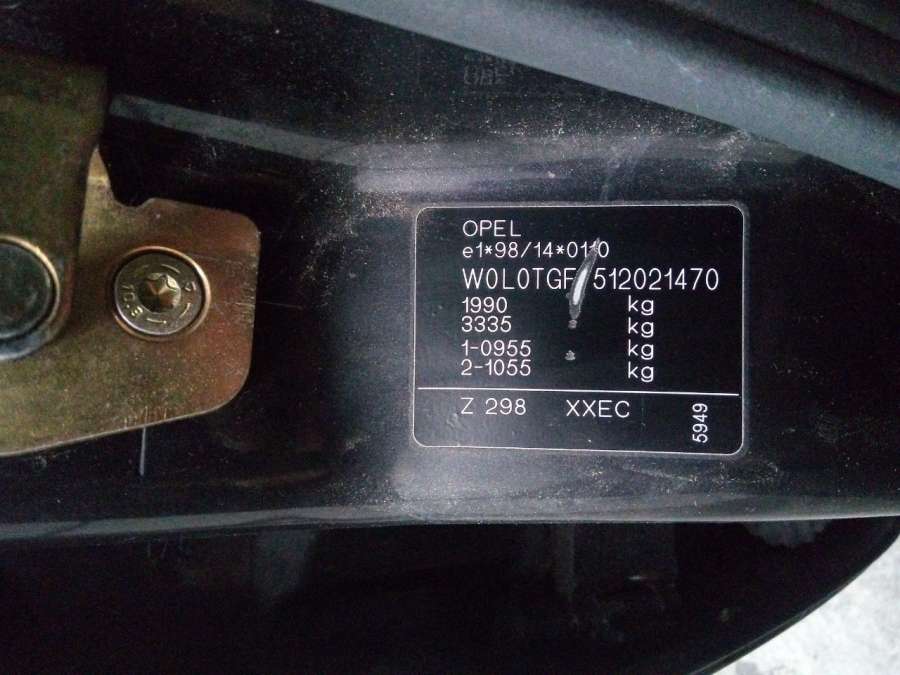 OPEL
e1*98/14*0110
W0L0TGF 512021470
1990 kg
3335 kg
1-0955 kg
2-1055 kg
Z 298 XXEC
5949